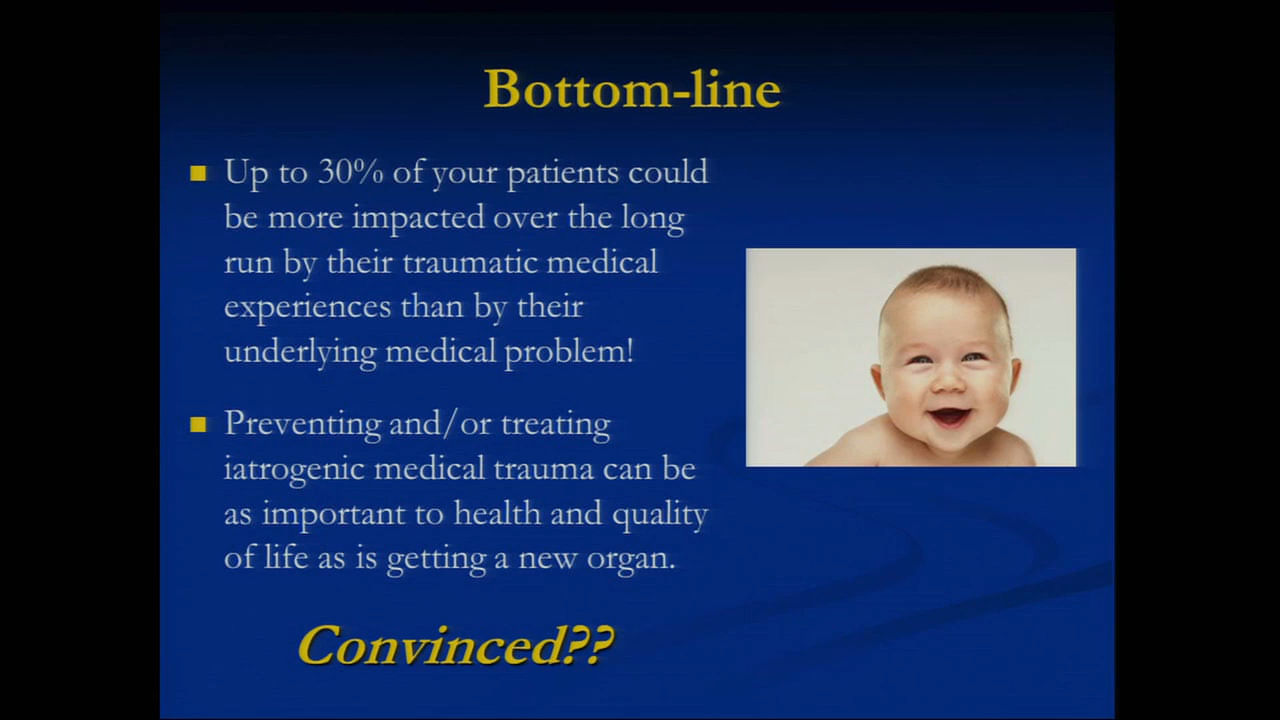 Bottom-line
Up to 30% of your patients could
be more impacted over the long
run by their traumatic medical
experiences than by their
underlying medical problem!
Preventing and/or treating
iatrogenic medical trauma can be
as important to health and quality
of life as is getting a new organ.
Convinced??